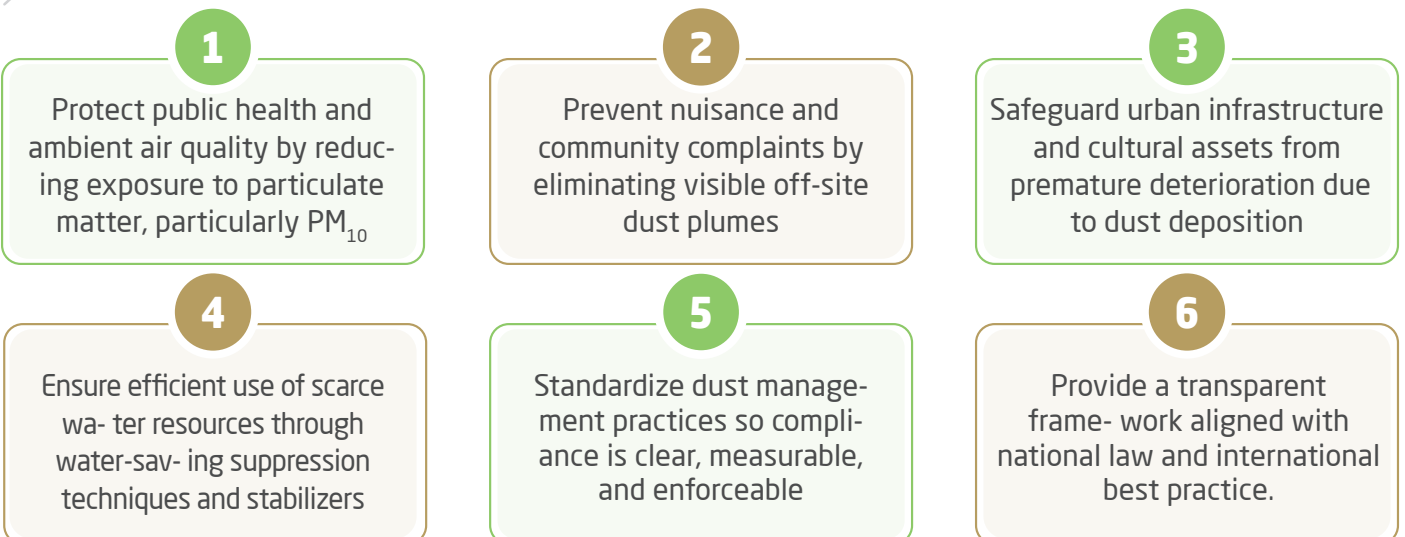 1
Protect public health and
ambient air quality by reduc-
ing exposure to particulate
matter, particularly PM₁₀
2
Prevent nuisance and
community complaints by
eliminating visible off-site
dust plumes
3
Safeguard urban infrastructure
and cultural assets from
premature deterioration due
to dust deposition
4
Ensure efficient use of scarce
wa- ter resources through
water-sav- ing suppression
techniques and stabilizers
5
Standardize dust manage-
ment practices so compli-
ance is clear, measurable,
and enforceable
6
Provide a transparent
frame- work aligned with
national law and international
best practice.